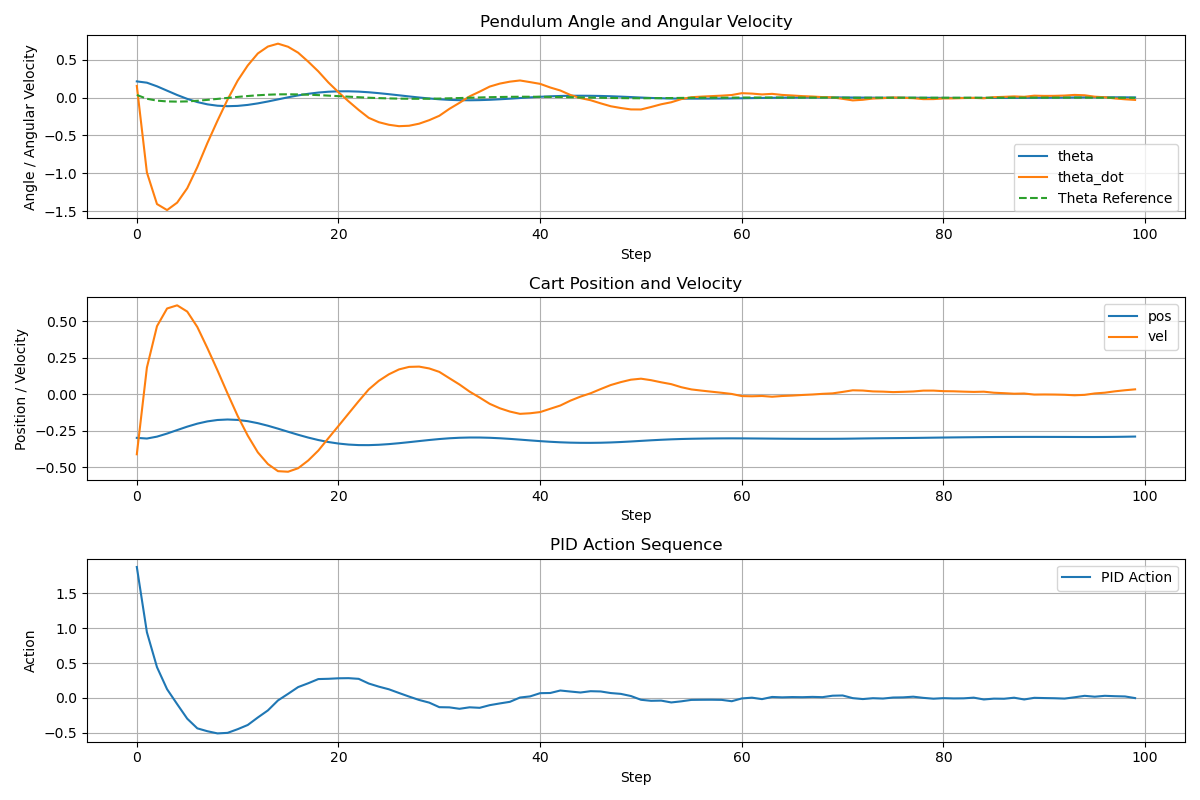 Pendulum Angle and Angular Velocity
Angle / Angular Velocity
0.5
0.0
−0.5
−1.0
−1.5
theta
theta_dot
Theta Reference
0 20 40 60 80 100
Step
Cart Position and Velocity
Position / Velocity
0.50
0.25
0.00
−0.25
−0.50
pos
vel
0 20 40 60 80 100
Step
PID Action Sequence
Action
1.5
1.0
0.5
0.0
−0.5
PID Action
0 20 40 60 80 100
Step